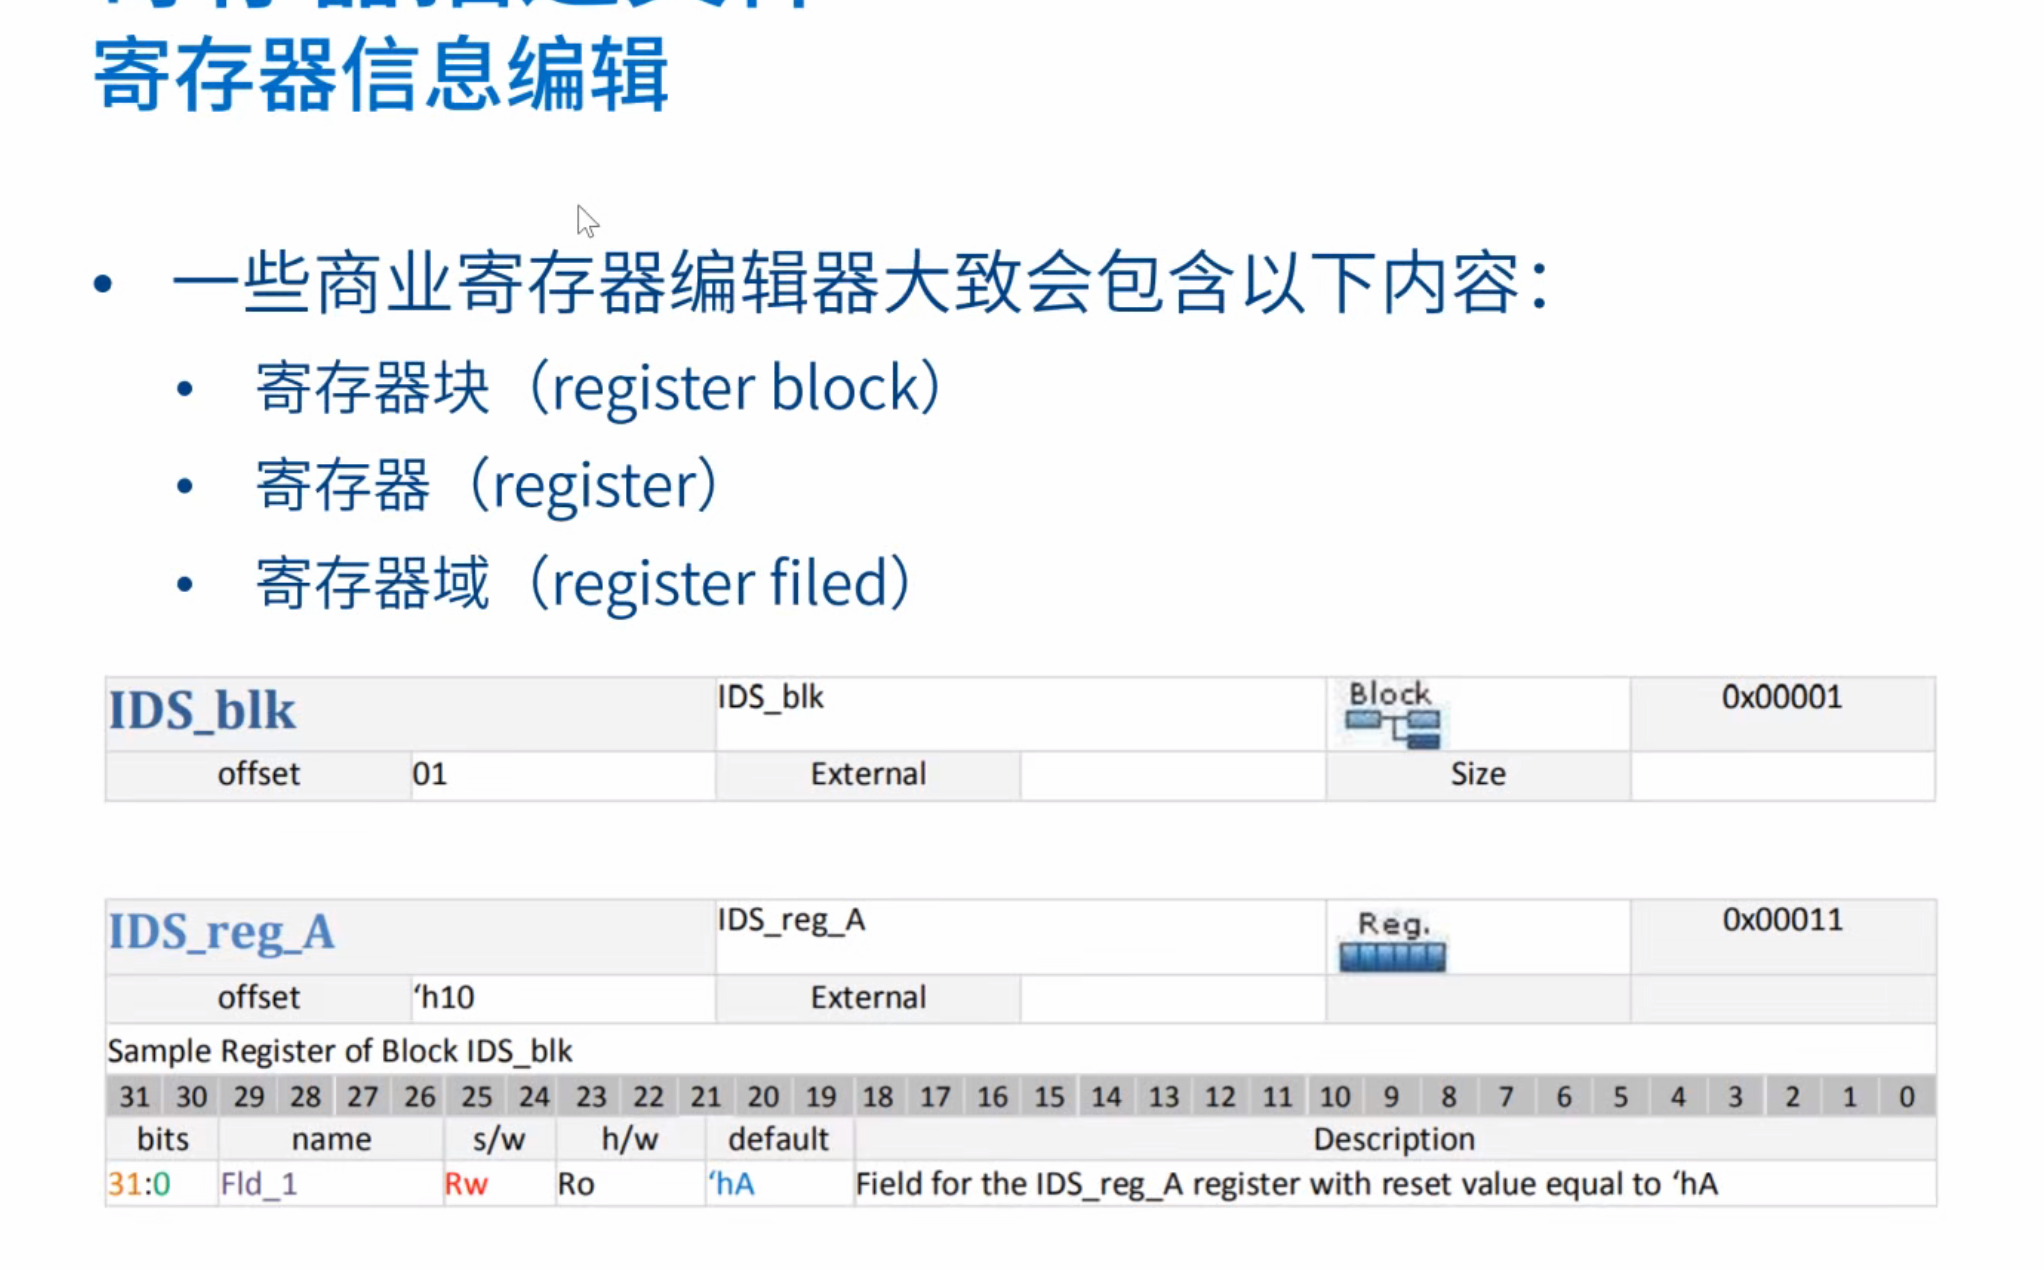 寄存器信息编辑
• 一些商业寄存器编辑器大致会包含以下内容：
• 寄存器块（register block）
• 寄存器（register）
• 寄存器域（register filed）
IDS_blk IDS_blk Block 0x00001
offset 01 External Size
IDS_reg_A IDS_reg_A Reg. 0x00011
offset ‘h10 External
Sample Register of Block IDS_blk
31 30 29 28 27 26 25 24 23 22 21 20 19 18 17 16 15 14 13 12 11 10 9 8 7 6 5 4 3 2 1 0
bits name s/w h/w default Description
31:0 Fld_1 Rw Ro ‘hA Field for the IDS_reg_A register with reset value equal to ‘hA